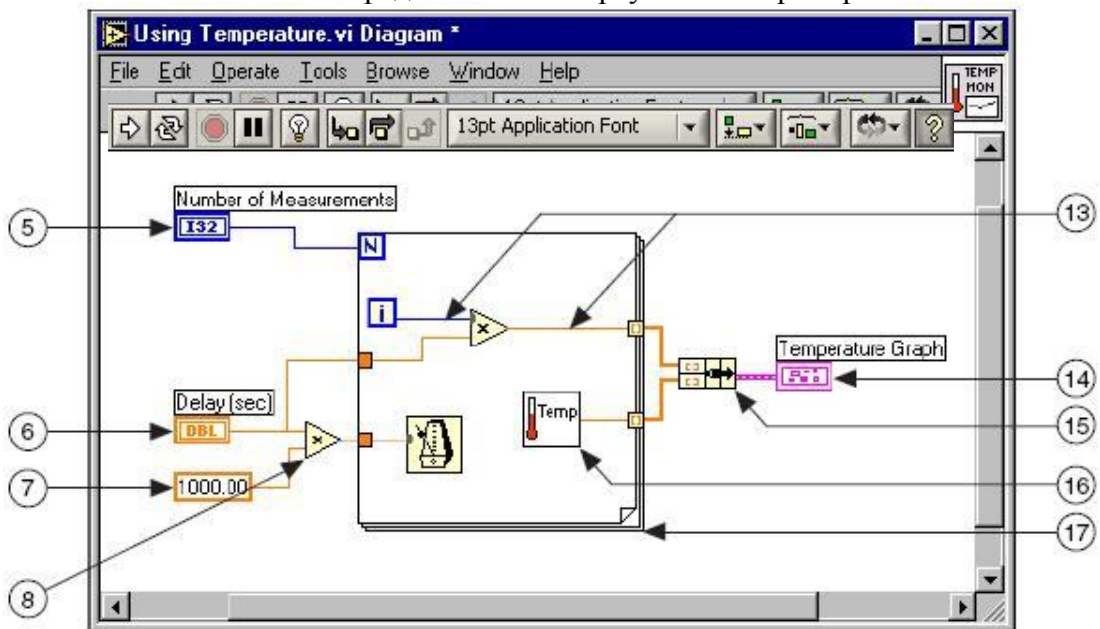 Using Temperature.vi Diagram *
File Edit Operate Tools Browse Window Help
TEMP
MON
13pt Application Font
?
Number of Measurements
5
I32
N
13
i
x
Temperature Graph
14
Delay (sec)
6
DBL
x
Temp
15
7
1000.00
16
17
8